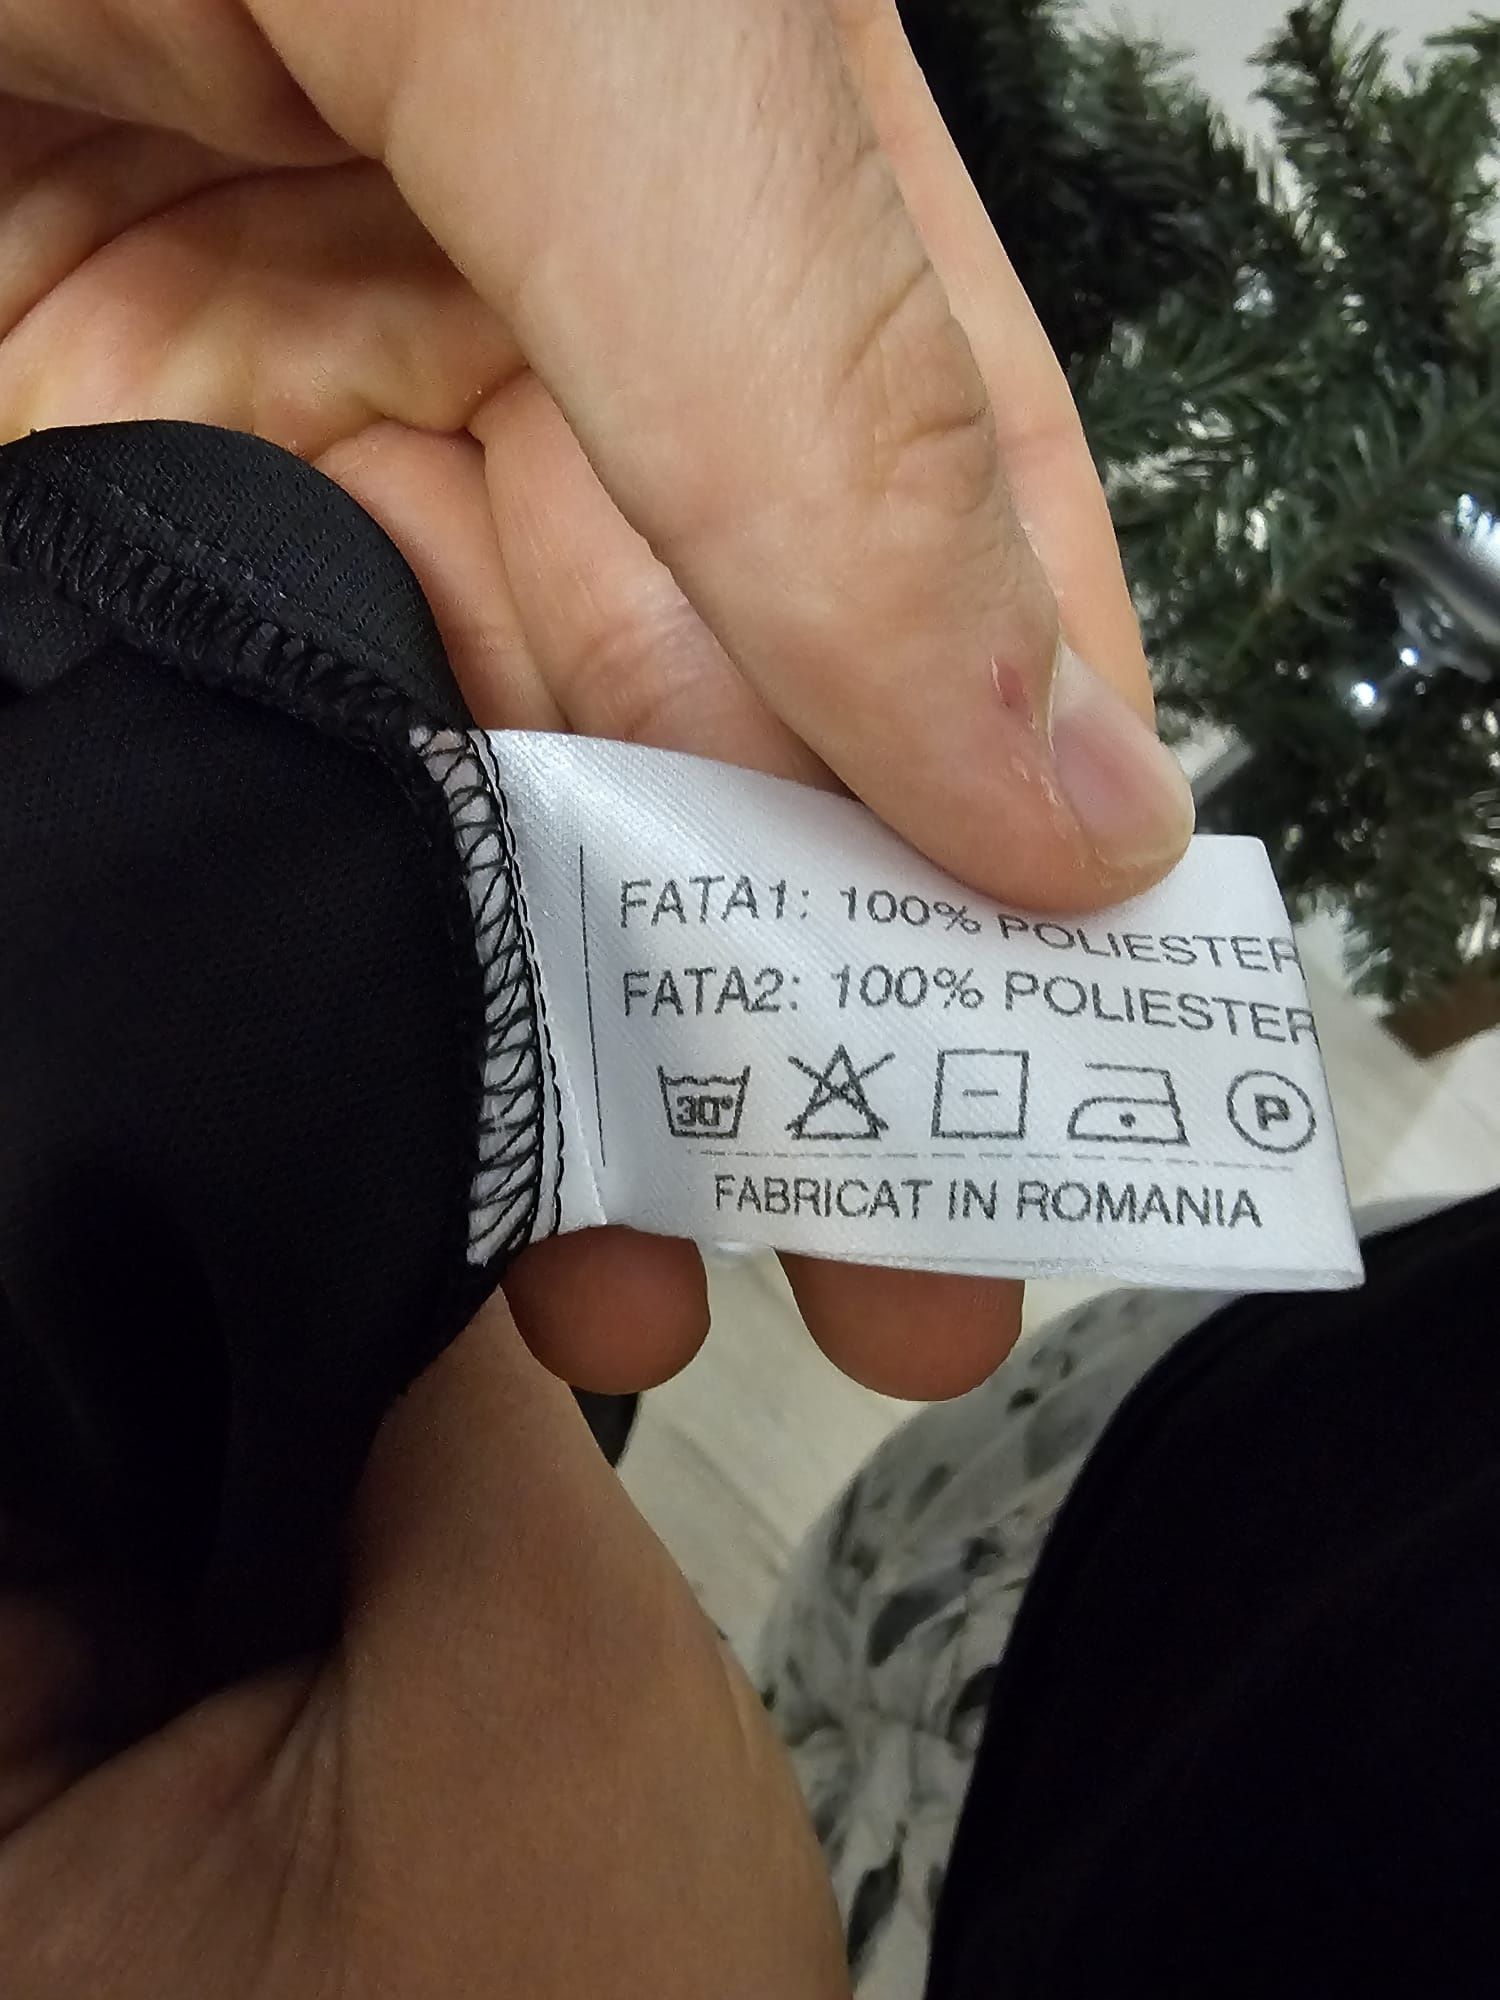 FATA1: 100% POLIESTER
FATA2: 100% POLIESTER
30°
P
FABRICAT IN ROMANIA